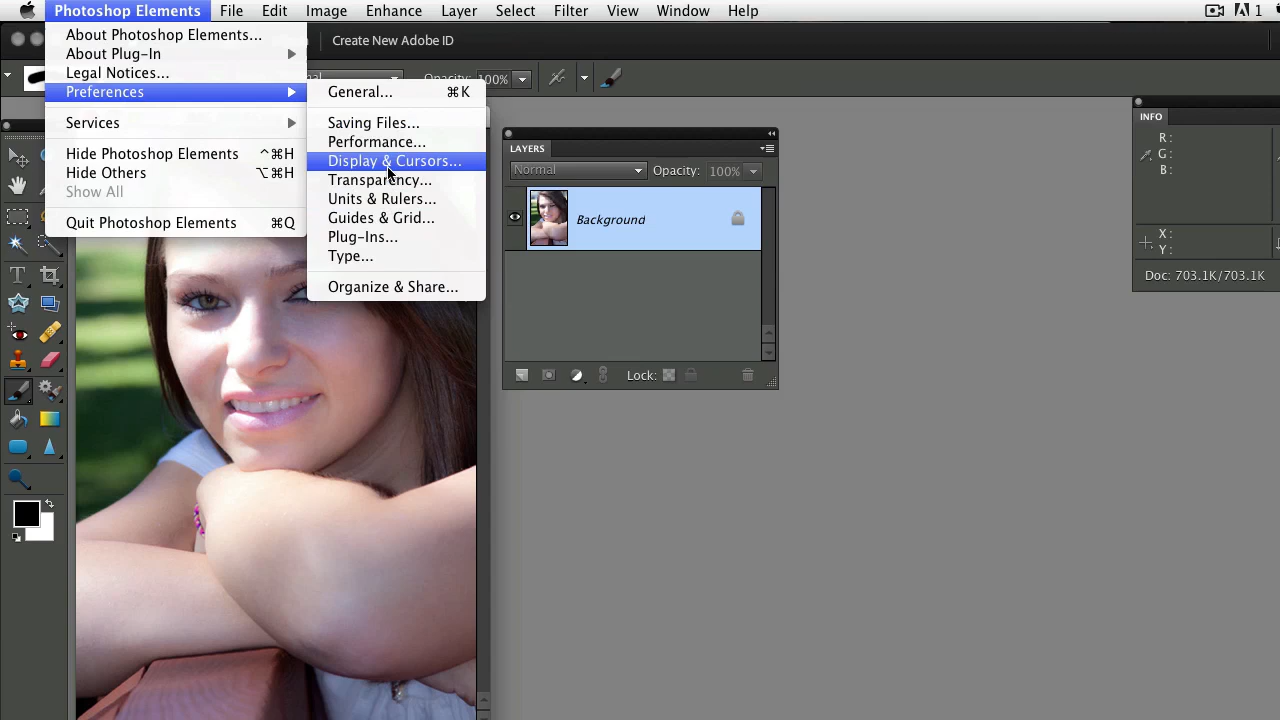 Photoshop Elements File Edit Image Enhance Layer Select Filter View Window Help 1
About Photoshop Elements...
About Plug-In
Legal Notices...
Preferences
Services
Hide Photoshop Elements ^⌘H
Hide Others ⌥⌘H
Show All
Quit Photoshop Elements ⌘Q
Create New Adobe ID
Opacity: 100%
General... ⌘K
Saving Files...
Performance...
Display & Cursors...
Transparency...
Units & Rulers...
Guides & Grid...
Plug-Ins...
Type...
Organize & Share...
LAYERS
Normal Opacity: 100%
Background
Lock:
INFO
R:
G:
B:
X:
Y:
Doc: 703.1K/703.1K